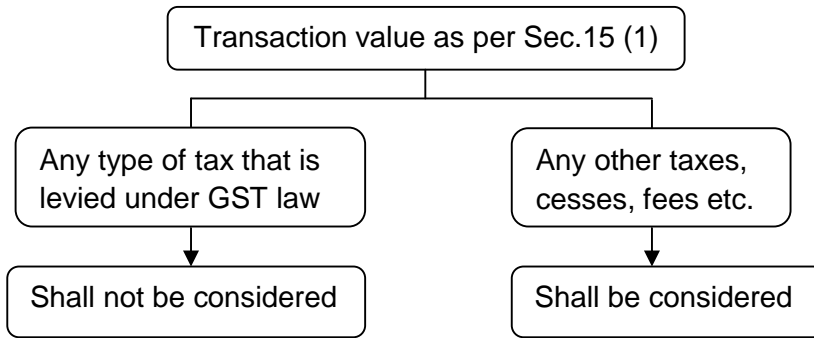 Transaction value as per Sec.15 (1)
Any type of tax that is
levied under GST law
Any other taxes,
cesses, fees etc.
Shall not be considered
Shall be considered